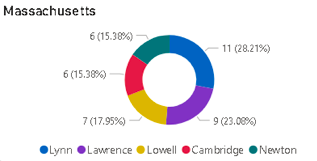 Massachusetts
6 (15.38%)
11 (28.21%)
6 (15.38%)
7 (17.95%)
9 (23.08%)
Lynn Lawrence Lowell Cambridge Newton